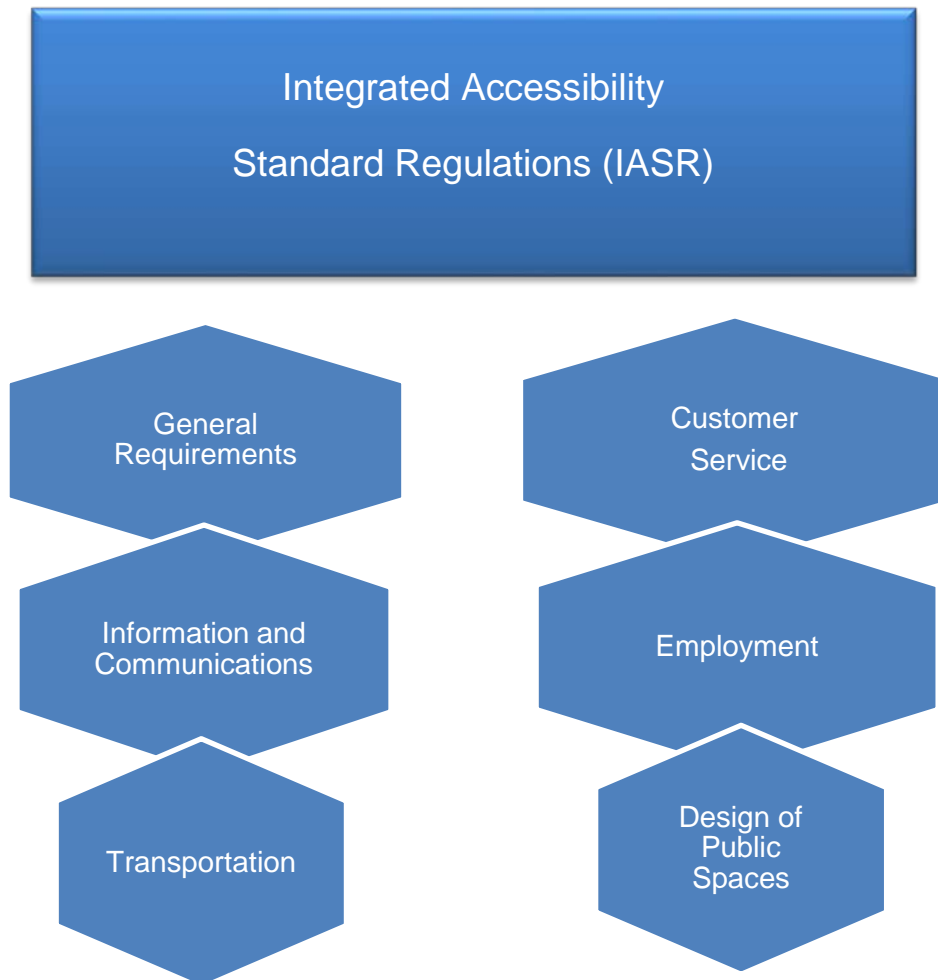 Integrated Accessibility
Standard Regulations (IASR)
General
Requirements
Customer
Service
Information and
Communications
Employment
Transportation
Design of
Public
Spaces